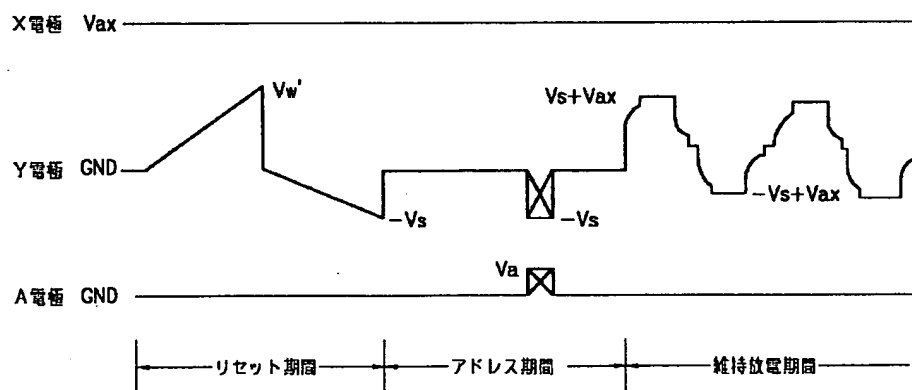 X電極 Vax
Vw'
Vs+Vax
Y電極 GND
-Vs+Vax
-Vs
-Vs
Va
A電極 GND
リセット期間
アドレス期間
維持放電期間